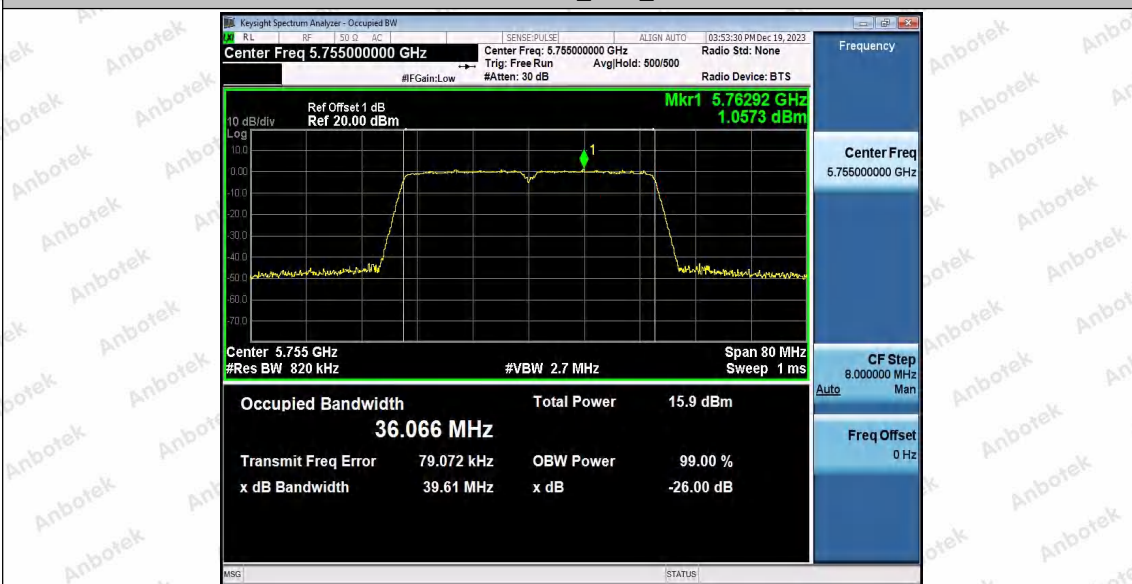 Keysight Spectrum Analyzer - Occupied BW
RL RF 50 Ω AC SENSE:PULSE ALIGN AUTO 03:53:30 PM Dec 19, 2023
Center Freq 5.755000000 GHz
Center Freq: 5.755000000 GHz
Radio Std: None
Trig: Free Run
Avg|Hold: 500/500
#IFGain:Low
#Atten: 30 dB
Radio Device: BTS
Frequency
Mkr1 5.76292 GHz
1.0573 dBm
Ref Offset 1 dB
10 dB/div
Ref 20.00 dBm
Log
10.0
0.00
-10.0
-20.0
-30.0
-40.0
-50.0
-60.0
-70.0
1
Center 5.755 GHz
Span 80 MHz
#Res BW 820 kHz
#VBW 2.7 MHz
Sweep 1 ms
Center Freq
5.755000000 GHz
CF Step
8.000000 MHz
Auto Man
Freq Offset
0 Hz
Occupied Bandwidth
Total Power 15.9 dBm
36.066 MHz
Transmit Freq Error 79.072 kHz
OBW Power 99.00 %
x dB Bandwidth 39.61 MHz
x dB -26.00 dB
MSG
STATUS
Anbotek